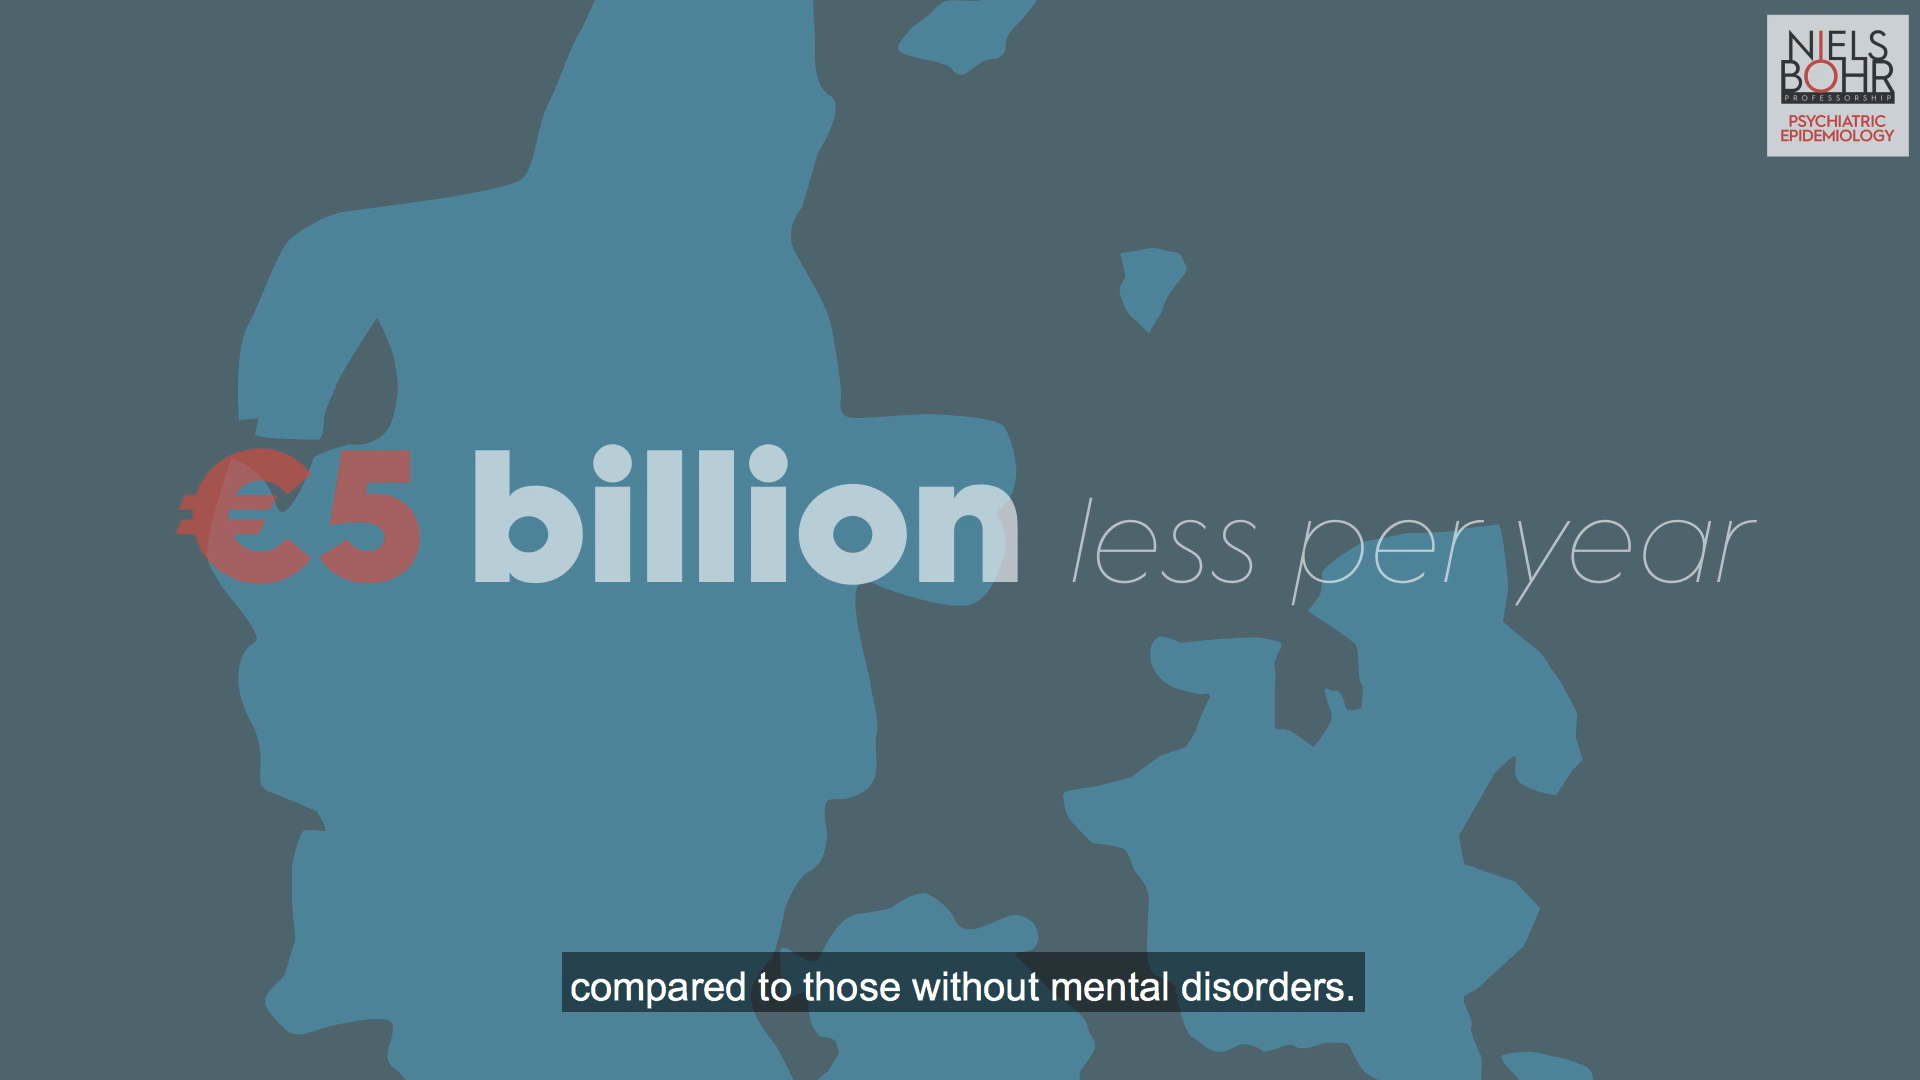 NIELS
BOHR
PROFESSORSHIP
PSYCHIATRIC
EPIDEMIOLOGY
€5 billion less per year
compared to those without mental disorders.